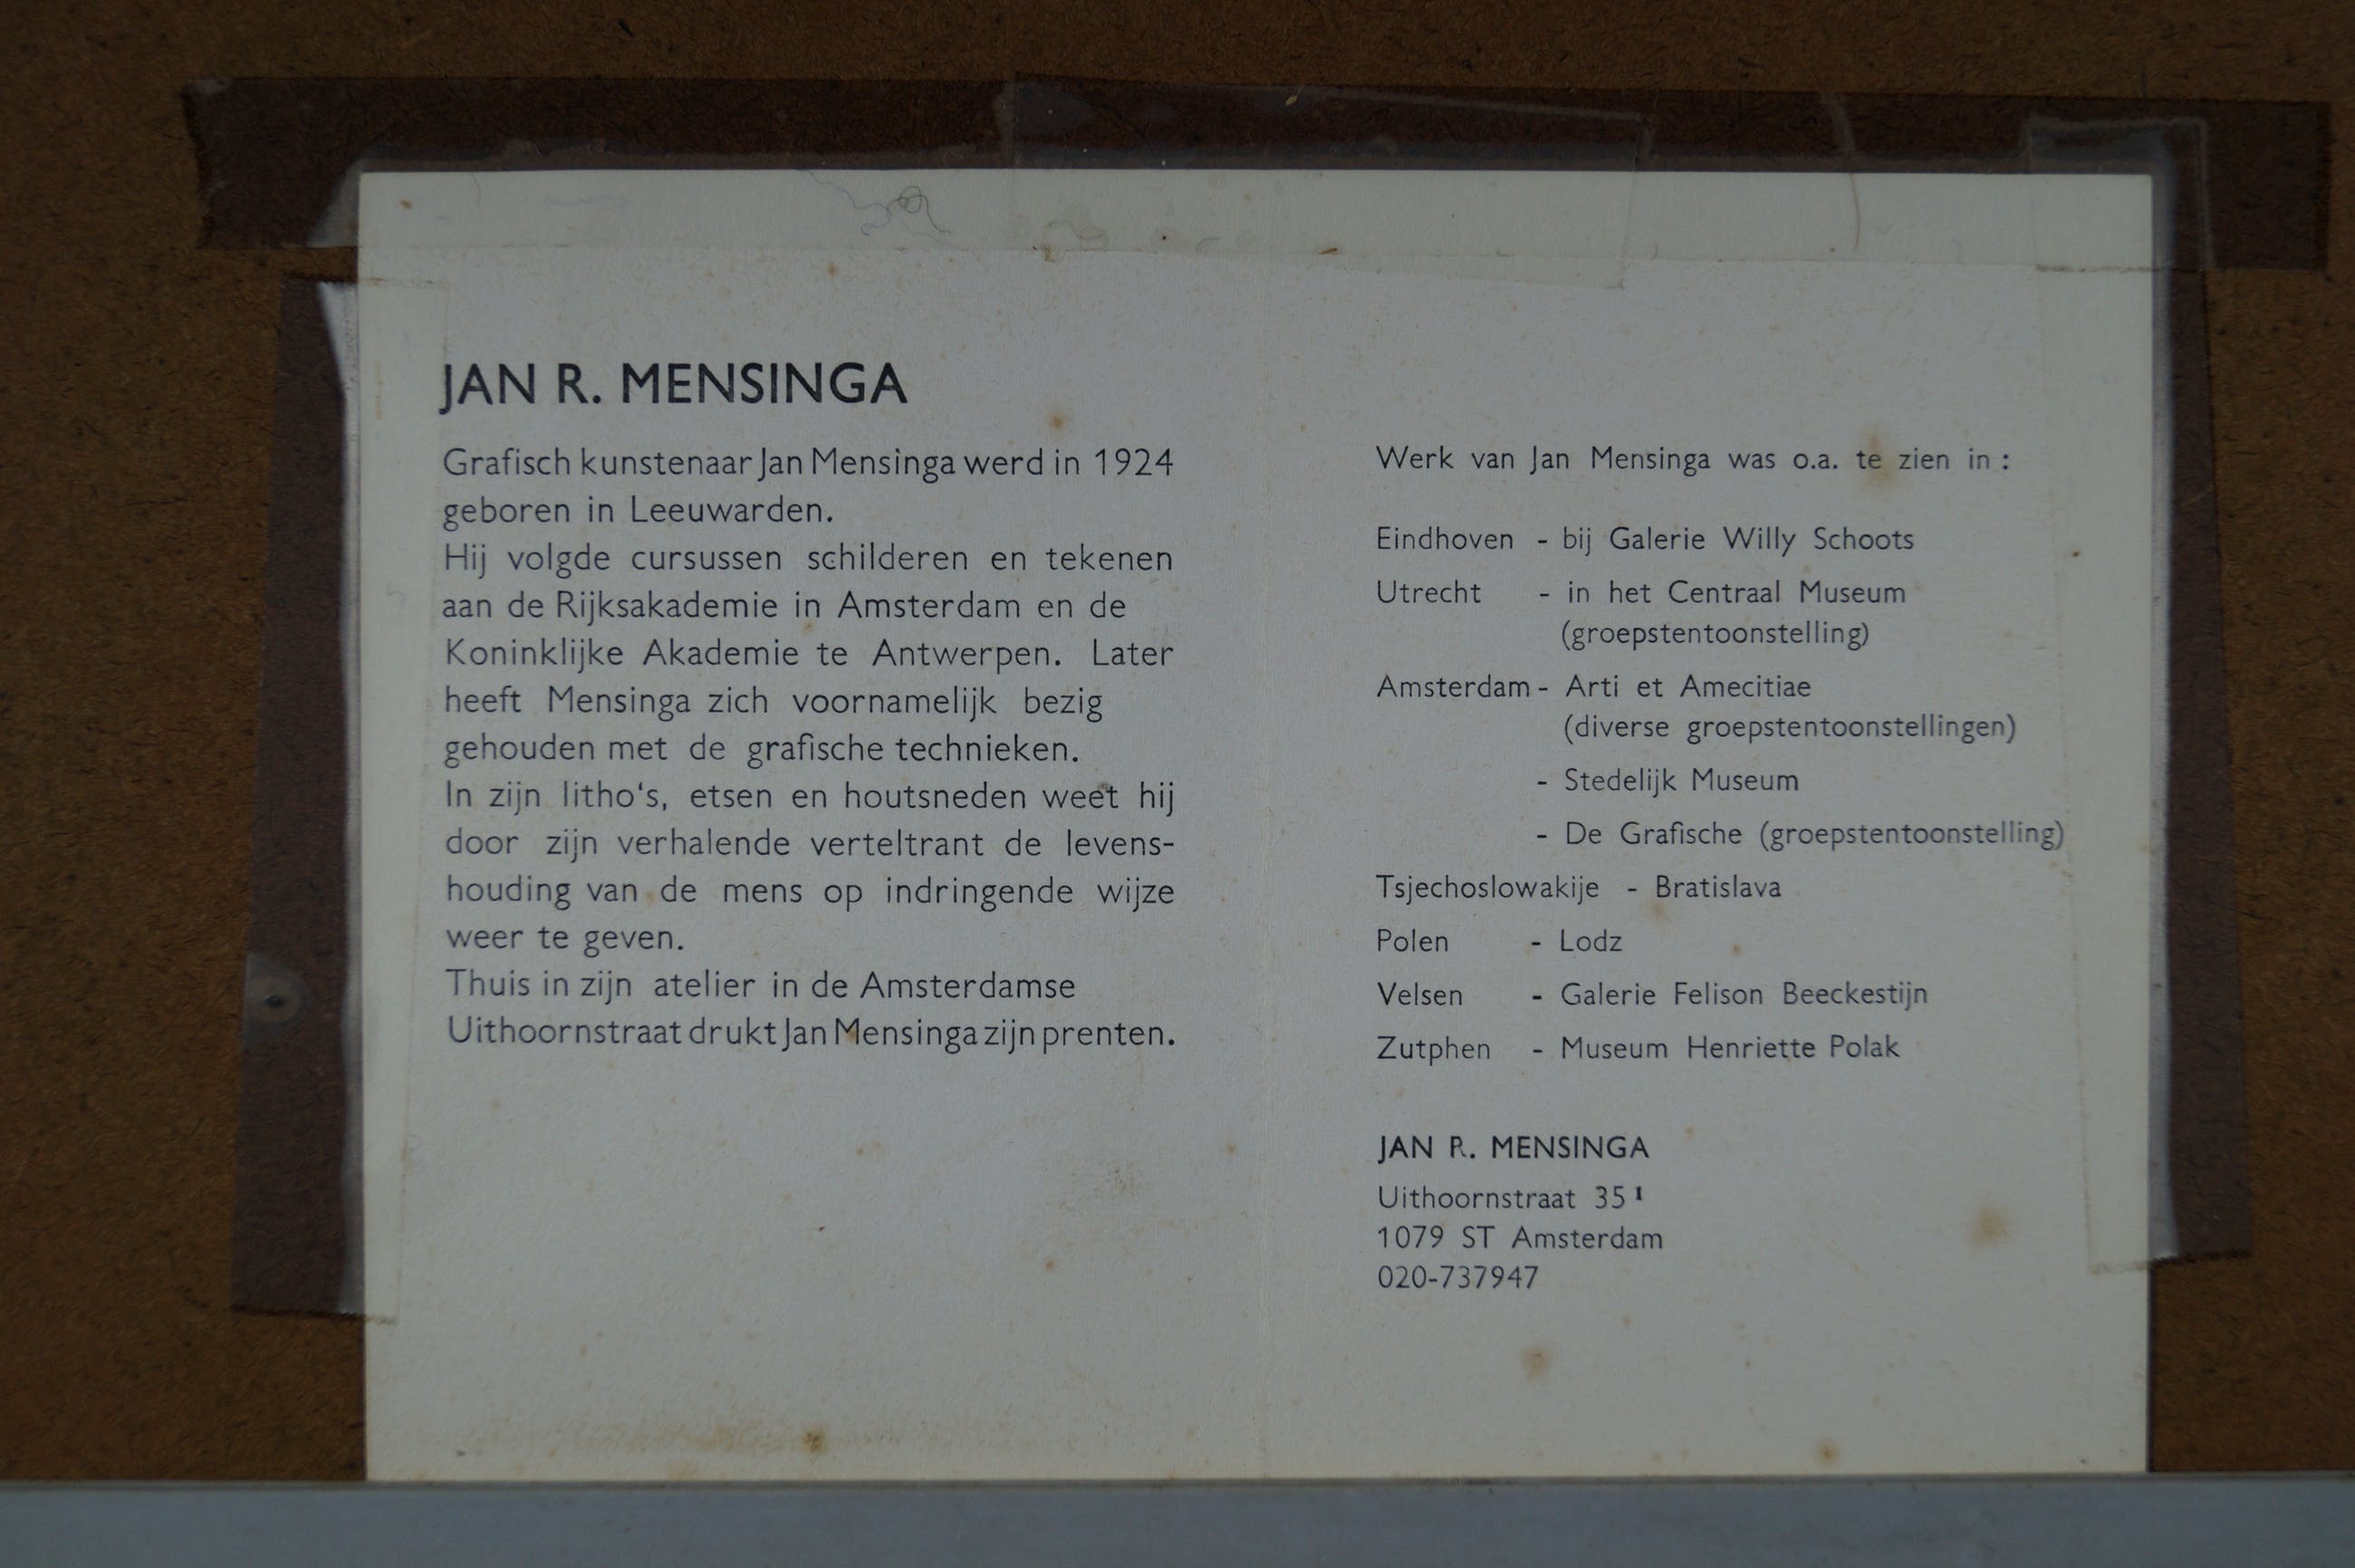 JAN R. MENSINGA
Grafisch kunstenaar Jan Mensinga werd in 1924
geboren in Leeuwarden.
Hij volgde cursussen schilderen en tekenen
aan de Rijksakademie in Amsterdam en de
Koninklijke Akademie te Antwerpen. Later
heeft Mensinga zich voornamelijk bezig
gehouden met de grafische technieken.
In zijn litho's, etsen en houtsneden weet hij
door zijn verhalende verteltrant de levens-
houding van de mens op indringende wijze
weer te geven.
Thuis in zijn atelier in de Amsterdamse
Uithoornstraat drukt Jan Mensinga zijn prenten.
Werk van Jan Mensinga was o.a. te zien in :
Eindhoven - bij Galerie Willy Schoots
Utrecht - in het Centraal Museum
(groepstentoonstelling)
Amsterdam - Arti et Amecitiae
(diverse groepstentoonstellingen)
- Stedelijk Museum
- De Grafische (groepstentoonstelling)
Tsjechoslowakije - Bratislava
Polen - Lodz
Velsen - Galerie Felison Beeckestijn
Zutphen - Museum Henriette Polak
JAN R. MENSINGA
Uithoornstraat 35 ¹
1079 ST Amsterdam
020-737947